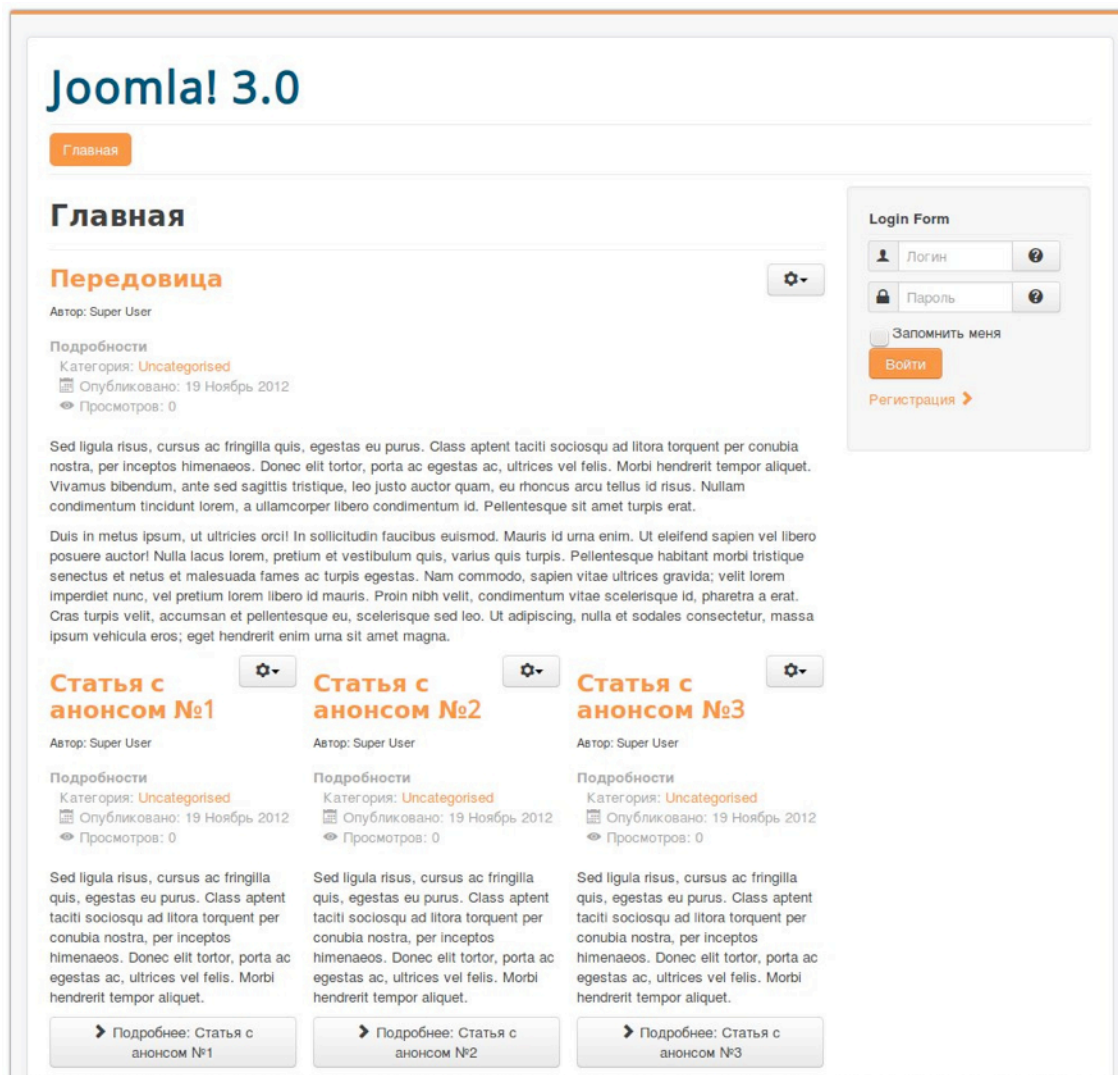 Joomla! 3.0
Главная
Главная
Передовица
Автор: Super User
Подробности
Категория: Uncategorised
Опубликовано: 19 Ноябрь 2012
Просмотров: 0
Sed ligula risus, cursus ac fringilla quis, egestas eu purus. Class aptent taciti sociosqu ad litora torquent per conubia
nostra, per inceptos himenaeos. Donec elit tortor, porta ac egestas ac, ultrices vel felis. Morbi hendrerit tempor aliquet.
Vivamus bibendum, ante sed sagittis tristique, leo justo auctor quam, eu rhoncus arcu tellus id risus. Nullam
condimentum tincidunt lorem, a ullamcorper libero condimentum id. Pellentesque sit amet turpis erat.
Duis in metus ipsum, ut ultricies orci! In sollicitudin faucibus euismod. Mauris id urna enim. Ut eleifend sapien vel libero
posuere auctor! Nulla lacus lorem, pretium et vestibulum quis, varius quis turpis. Pellentesque habitant morbi tristique
senectus et netus et malesuada fames ac turpis egestas. Nam commodo, sapien vitae ultrices gravida; velit lorem
imperdiet nunc, vel pretium lorem libero id mauris. Proin nibh velit, condimentum vitae scelerisque id, pharetra a erat.
Cras turpis velit, accumsan et pellentesque eu, scelerisque sed leo. Ut adipiscing, nulla et sodales consectetur, massa
ipsum vehicula eros; eget hendrerit enim urna sit amet magna.
Статья с
анонсом №1
Автор: Super User
Подробности
Категория: Uncategorised
Опубликовано: 19 Ноябрь 2012
Просмотров: 0
Sed ligula risus, cursus ac fringilla
quis, egestas eu purus. Class aptent
taciti sociosqu ad litora torquent per
conubia nostra, per inceptos
himenaeos. Donec elit tortor, porta ac
egestas ac, ultrices vel felis. Morbi
hendrerit tempor aliquet.
Подробнее: Статья с
анонсом №1
Статья с
анонсом №2
Автор: Super User
Подробности
Категория: Uncategorised
Опубликовано: 19 Ноябрь 2012
Просмотров: 0
Sed ligula risus, cursus ac fringilla
quis, egestas eu purus. Class aptent
taciti sociosqu ad litora torquent per
conubia nostra, per inceptos
himenaeos. Donec elit tortor, porta ac
egestas ac, ultrices vel felis. Morbi
hendrerit tempor aliquet.
Подробнее: Статья с
анонсом №2
Статья с
анонсом №3
Автор: Super User
Подробности
Категория: Uncategorised
Опубликовано: 19 Ноябрь 2012
Просмотров: 0
Sed ligula risus, cursus ac fringilla
quis, egestas eu purus. Class aptent
taciti sociosqu ad litora torquent per
conubia nostra, per inceptos
himenaeos. Donec elit tortor, porta ac
egestas ac, ultrices vel felis. Morbi
hendrerit tempor aliquet.
Подробнее: Статья с
анонсом №3
Login Form
Логин
Пароль
Запомнить меня
Войти
Регистрация